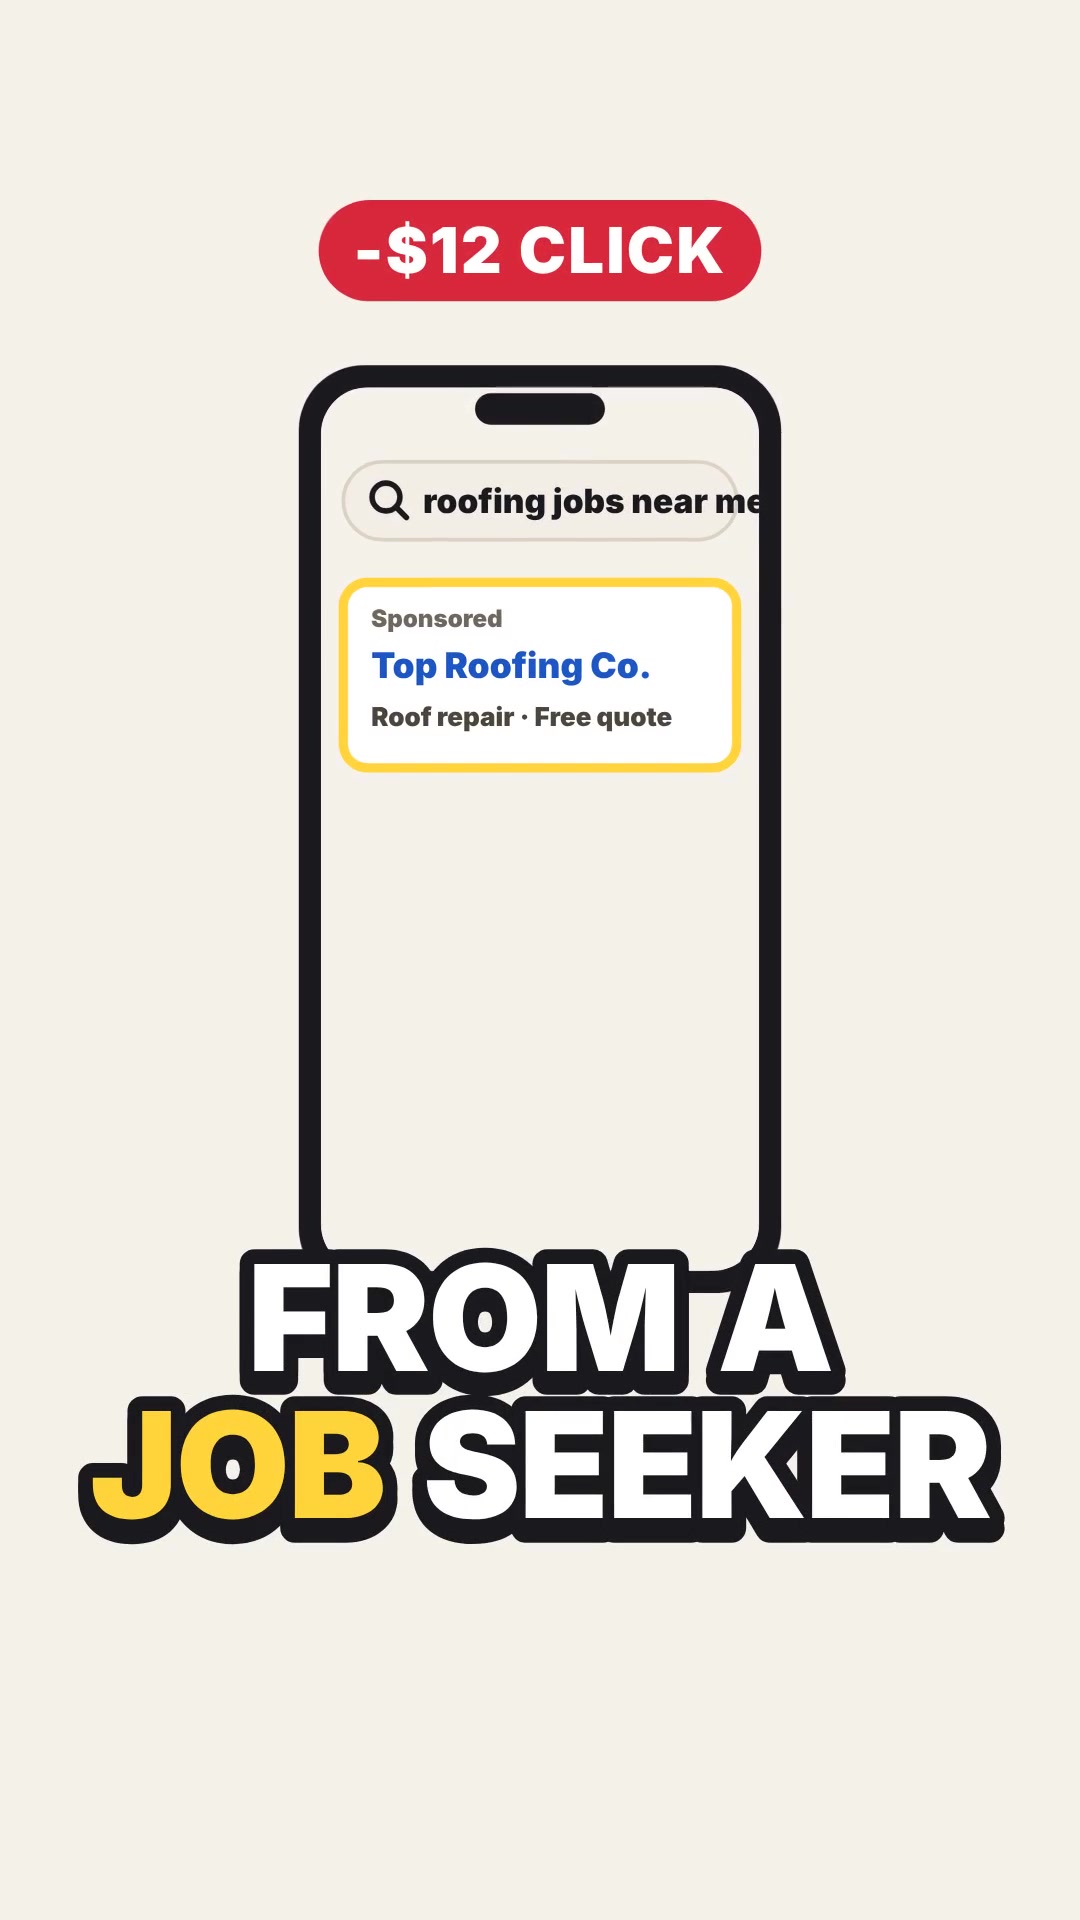 -$12 CLICK
roofing jobs near me
Sponsored
Top Roofing Co.
Roof repair · Free quote
FROM A
JOB SEEKER